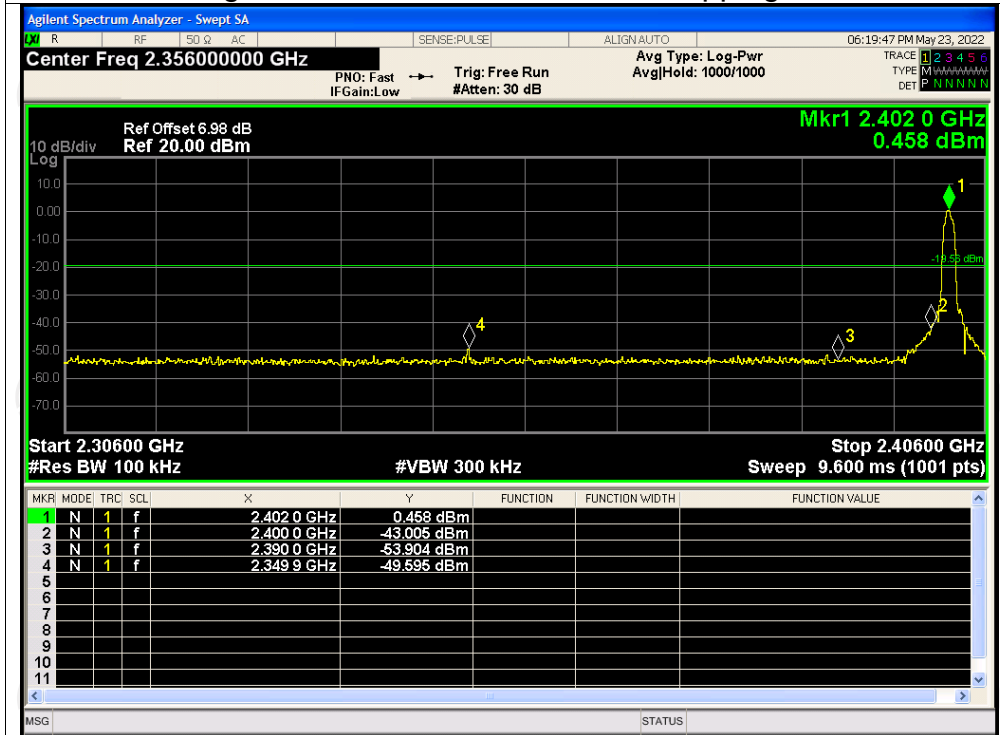 Agilent Spectrum Analyzer - Swept SA
LXI R RF 50 Ω AC SENSE:PULSE ALIGN AUTO 06:19:47 PM May 23, 2022
Center Freq 2.356000000 GHz
PNO: Fast
IFGain:Low
Trig: Free Run
#Atten: 30 dB
Avg Type: Log-Pwr
Avg|Hold: 1000/1000
TRACE 1 2 3 4 5 6
TYPE M
DET P N N N N N
Ref Offset 6.98 dB
Ref 20.00 dBm
10 dB/div
Log
Mkr1 2.402 0 GHz
0.458 dBm
10.0
0.00
-10.0
-20.0
-30.0
-40.0
-50.0
-60.0
-70.0
1
-19.56 dBm
2
3
4
Start 2.30600 GHz
Stop 2.40600 GHz
#Res BW 100 kHz
#VBW 300 kHz
Sweep 9.600 ms (1001 pts)
MKR MODE TRC SCL X Y FUNCTION FUNCTION WIDTH FUNCTION VALUE
1 N 1 f 2.402 0 GHz 0.458 dBm
2 N 1 f 2.400 0 GHz -43.005 dBm
3 N 1 f 2.390 0 GHz -53.904 dBm
4 N 1 f 2.349 9 GHz -49.595 dBm
5
6
7
8
9
10
11
MSG
STATUS